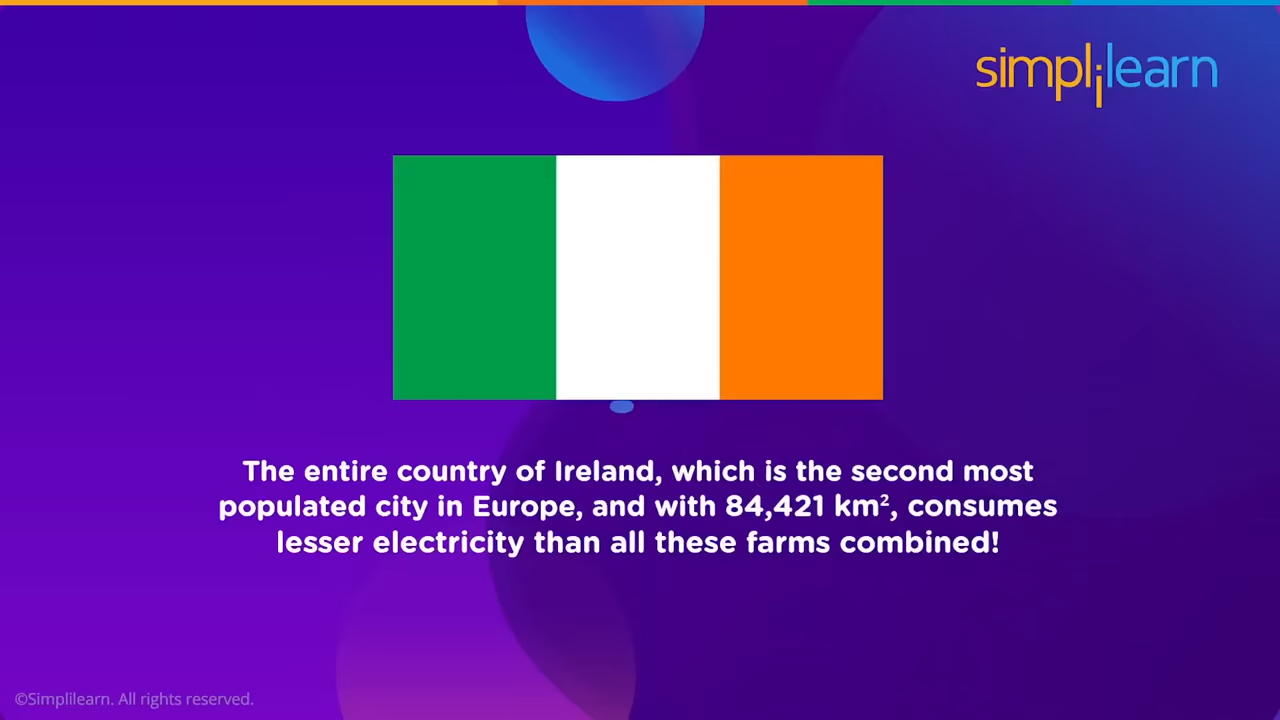 simplilearn
The entire country of Ireland, which is the second most
populated city in Europe, and with 84,421 km², consumes
lesser electricity than all these farms combined!
©Simplilearn. All rights reserved.